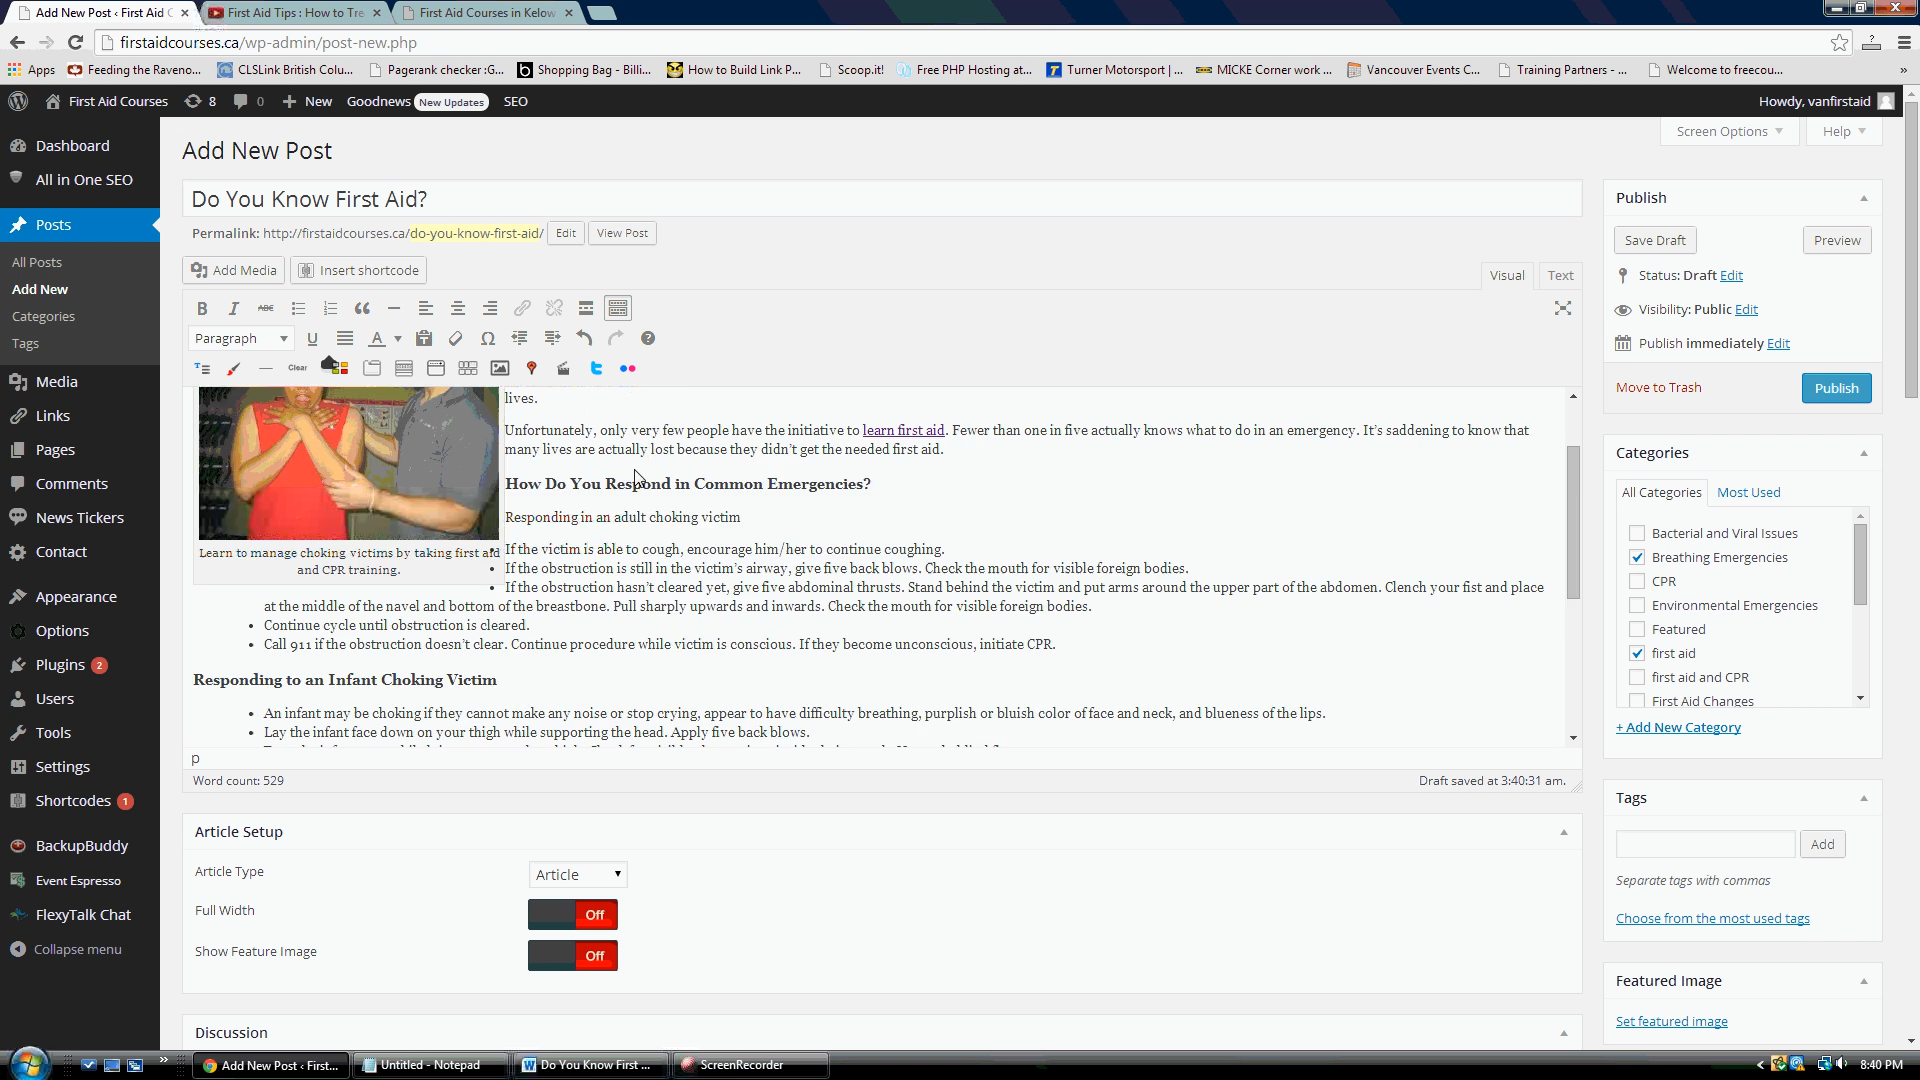 Add New Post ‹ First Aid C
First Aid Tips : How to Tre
First Aid Courses in Kelow
firstaidcourses.ca/wp-admin/post-new.php
Apps
Feeding the Raveno...
CLSLink British Colu...
Pagerank checker :G...
Shopping Bag - Billi...
How to Build Link P...
Scoop.it!
Free PHP Hosting at...
Turner Motorsport | ...
MICKE Corner work ...
Vancouver Events C...
Training Partners - ...
Welcome to freecou...
»
First Aid Courses
8
0
New
Goodnews
New Updates
SEO
Howdy, vanfirstaid
Screen Options
Help
Dashboard
All in One SEO
Posts
All Posts
Add New
Categories
Tags
Media
Links
Pages
Comments
News Tickers
Contact
Appearance
Options
Plugins 2
Users
Tools
Settings
Shortcodes 1
BackupBuddy
Event Espresso
FlexyTalk Chat
Collapse menu
Add New Post
Do You Know First Aid?
Permalink: http://firstaidcourses.ca/do-you-know-first-aid/ Edit View Post
Add Media
Insert shortcode
Visual
Text
B I ABC
Paragraph
U A Ω
T
Clear
lives.
Unfortunately, only very few people have the initiative to learn first aid. Fewer than one in five actually knows what to do in an emergency. It's saddening to know that
many lives are actually lost because they didn't get the needed first aid.
How Do You Respond in Common Emergencies?
Responding in an adult choking victim
Learn to manage choking victims by taking first aid
and CPR training.
If the victim is able to cough, encourage him/her to continue coughing.
• If the obstruction is still in the victim's airway, give five back blows. Check the mouth for visible foreign bodies.
• If the obstruction hasn't cleared yet, give five abdominal thrusts. Stand behind the victim and put arms around the upper part of the abdomen. Clench your fist and place
at the middle of the navel and bottom of the breastbone. Pull sharply upwards and inwards. Check the mouth for visible foreign bodies.
• Continue cycle until obstruction is cleared.
• Call 911 if the obstruction doesn't clear. Continue procedure while victim is conscious. If they become unconscious, initiate CPR.
Responding to an Infant Choking Victim
• An infant may be choking if they cannot make any noise or stop crying, appear to have difficulty breathing, purplish or bluish color of face and neck, and blueness of the lips.
• Lay the infant face down on your thigh while supporting the head. Apply five back blows.
p
Word count: 529
Draft saved at 3:40:31 am.
Article Setup
Article Type
Article
Full Width
Off
Show Feature Image
Off
Discussion
Publish
Save Draft
Preview
Status: Draft Edit
Visibility: Public Edit
Publish immediately Edit
Move to Trash
Publish
Categories
All Categories
Most Used
Bacterial and Viral Issues
Breathing Emergencies
CPR
Environmental Emergencies
Featured
first aid
first aid and CPR
First Aid Changes
+ Add New Category
Tags
Add
Separate tags with commas
Choose from the most used tags
Featured Image
Set featured image
»
Add New Post ‹ First...
Untitled - Notepad
Do You Know First ...
ScreenRecorder
8:40 PM